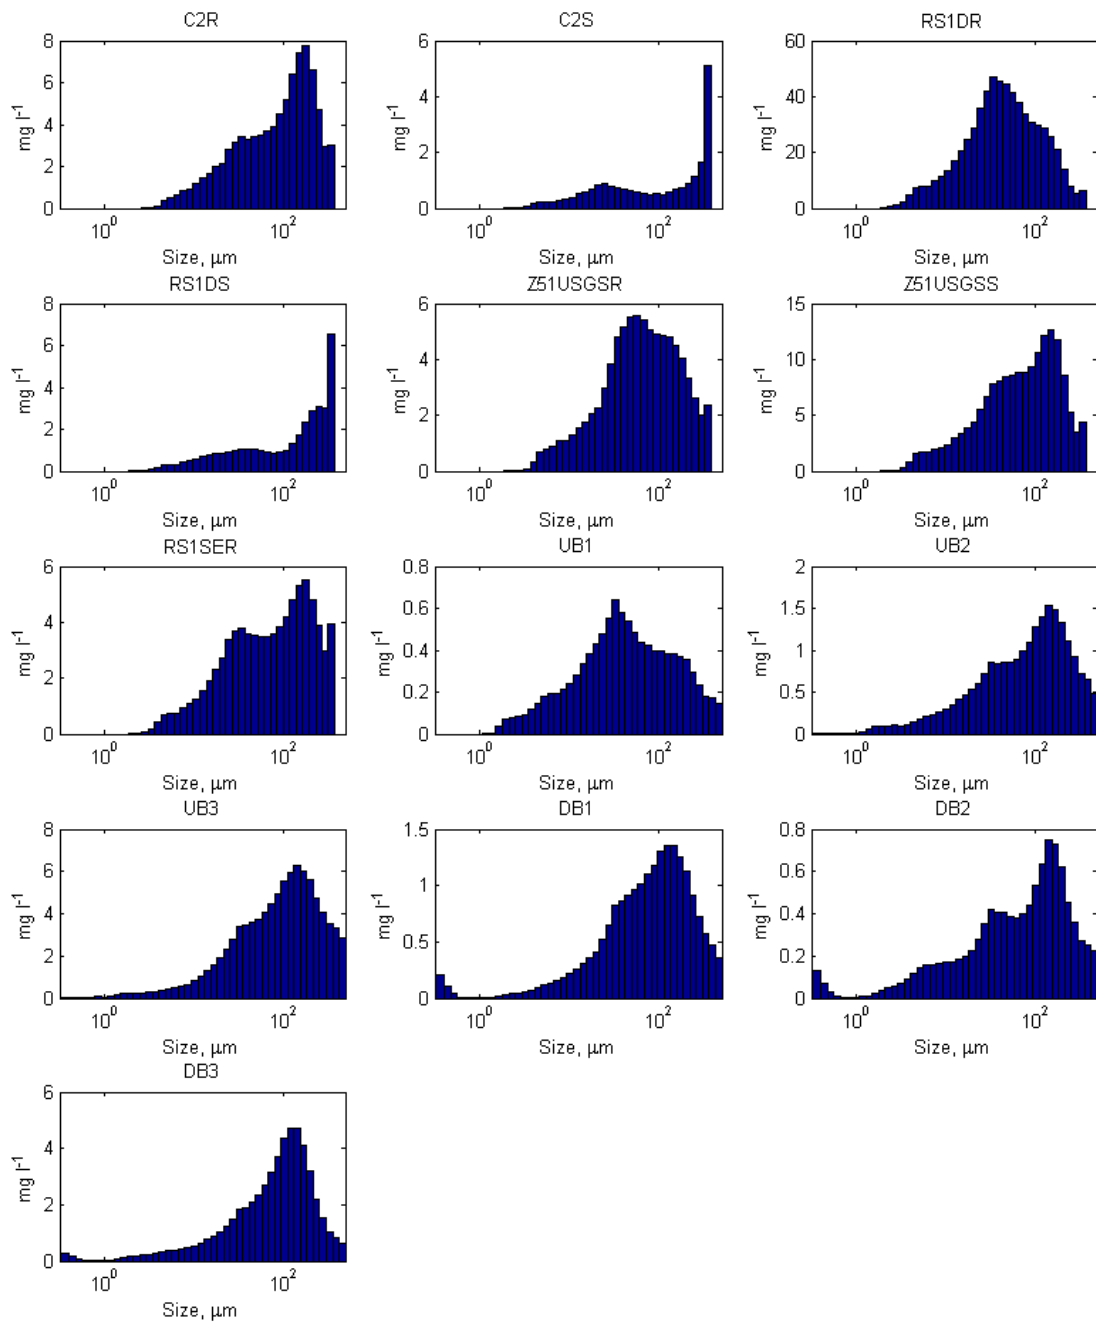 C2R
C2S
RS1DR
8
6
4
2
0
mg l-1
10^0
10^2
Size, µm
6
4
2
0
mg l-1
10^0
10^2
Size, µm
60
40
20
0
mg l-1
10^0
10^2
Size, µm
RS1DS
Z51USGSR
Z51USGSS
8
6
4
2
0
mg l-1
10^0
10^2
Size, µm
6
4
2
0
mg l-1
10^0
10^2
Size, µm
15
10
5
0
mg l-1
10^0
10^2
Size, µm
RS1SER
UB1
UB2
6
4
2
0
mg l-1
10^0
10^2
Size, µm
0.8
0.6
0.4
0.2
0
mg l-1
10^0
10^2
Size, µm
2
1.5
1
0.5
0
mg l-1
10^0
10^2
Size, µm
UB3
DB1
DB2
8
6
4
2
0
mg l-1
10^0
10^2
Size, µm
1.5
1
0.5
0
mg l-1
10^0
10^2
Size, µm
0.8
0.6
0.4
0.2
0
mg l-1
10^0
10^2
Size, µm
DB3
6
4
2
0
mg l-1
10^0
10^2
Size, µm